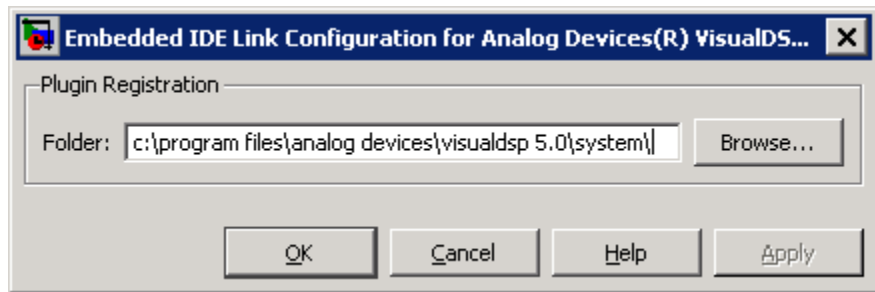 Embedded IDE Link Configuration for Analog Devices(R) VisualDS...
Plugin Registration
Folder: c:\program files\analog devices\visualdsp 5.0\system\ Browse...
OK Cancel Help Apply